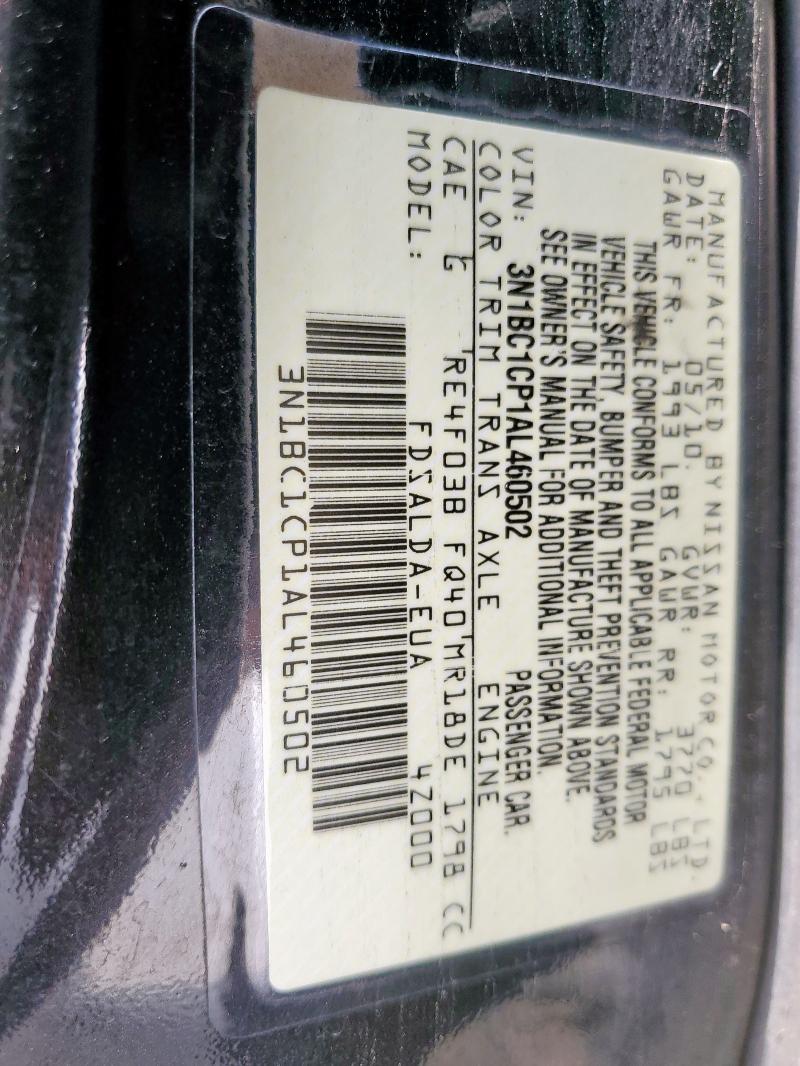 MANUFACTURED BY NISSAN MOTOR CO., LTD.
DATE: 05/10. GVWR: 3770 LBS
GAWR FR: 1993 LBS GAWR RR: 1795 LBS
THIS VEHICLE CONFORMS TO ALL APPLICABLE FEDERAL MOTOR
VEHICLE SAFETY, BUMPER AND THEFT PREVENTION STANDARDS
IN EFFECT ON THE DATE OF MANUFACTURE SHOWN ABOVE.
SEE OWNER'S MANUAL FOR ADDITIONAL INFORMATION.
VIN: 3N1BC1CP1AL460502 PASSENGER CAR.
COLOR TRIM TRANS AXLE ENGINE
CAE G RE4F03B FQ40 MR18DE 1798 CC
MODEL: FDSALDA-EUA 4Z000
3N1BC1CP1AL460502